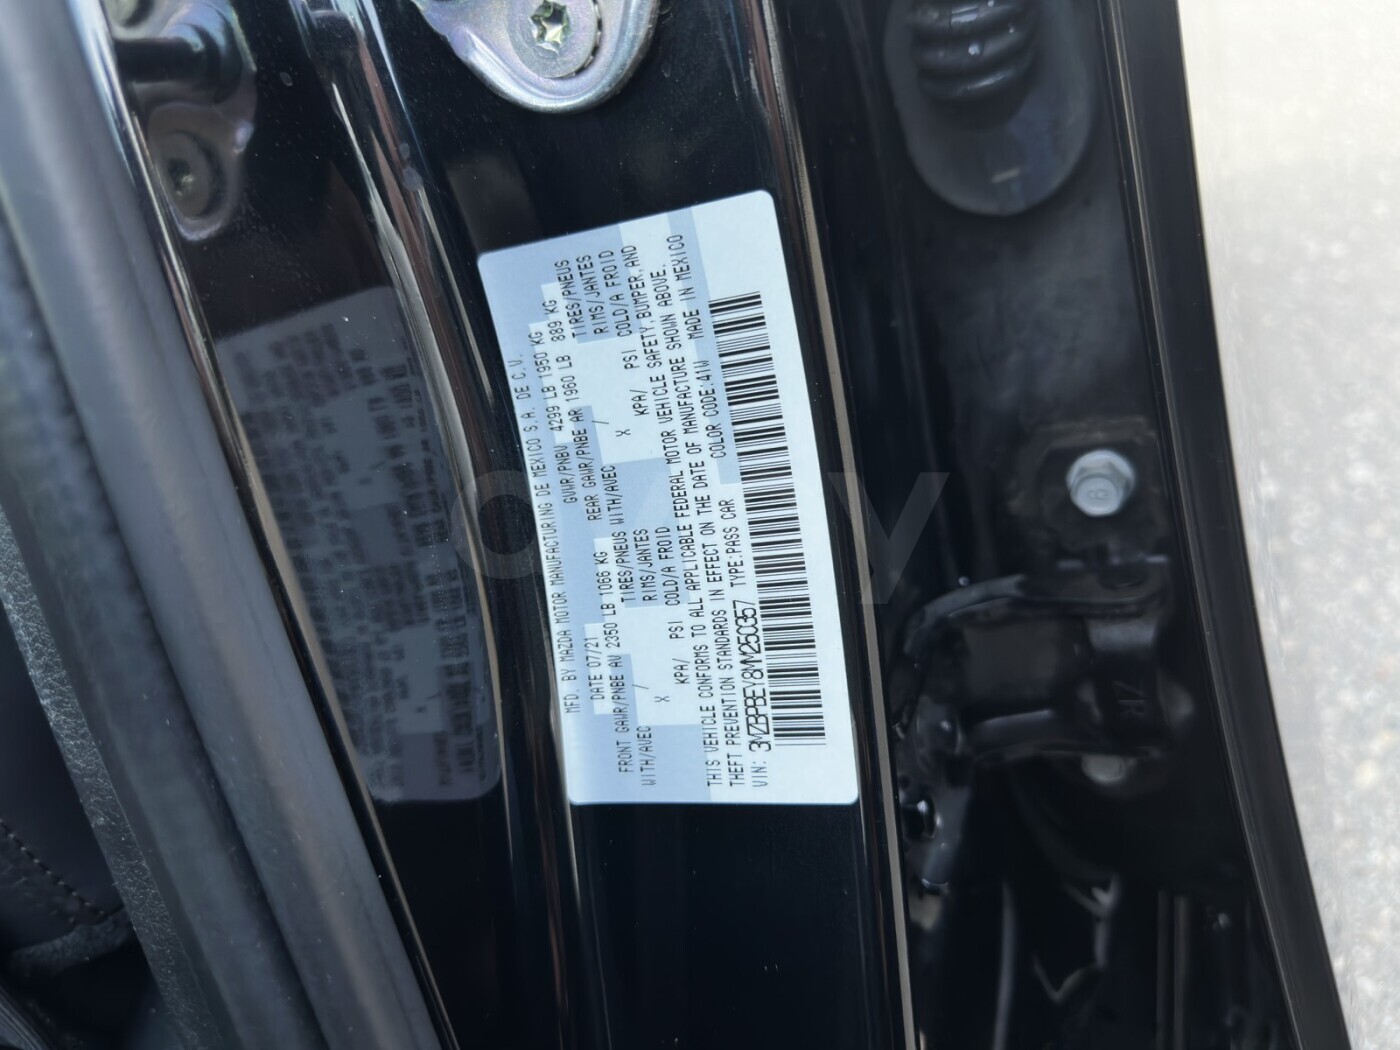 MFD. BY MAZDA MOTOR MANUFACTURING DE MEXICO S.A. DE C.V.
DATE 07/21 GVWR/PNBV 4299 LB 1950 KG
FRONT GAWR/PNBE AV 2350 LB 1066 KG REAR GAWR/PNBE AR 1960 LB 889 KG
WITH/AVEC / TIRES/PNEUS WITH/AVEC / TIRES/PNEUS
X RIMS/JANTES X RIMS/JANTES
KPA/ PSI COLD/A FROID KPA/ PSI COLD/A FROID
THIS VEHICLE CONFORMS TO ALL APPLICABLE FEDERAL MOTOR VEHICLE SAFETY, BUMPER, AND
THEFT PREVENTION STANDARDS IN EFFECT ON THE DATE OF MANUFACTURE SHOWN ABOVE.
VIN: 3MZBPBEY8MM250357 TYPE:PASS CAR COLOR CODE:41W MADE IN MEXICO